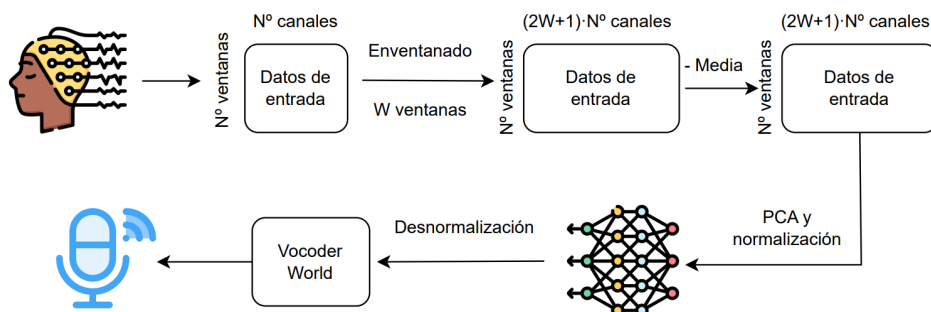 Nº canales
(2W+1)·Nº canales
(2W+1)·Nº canales
Nº ventanas
Datos de
entrada
Enventanado
W ventanas
Nº ventanas
Datos de
entrada
- Media
Nº ventanas
Datos de
entrada
PCA y
normalización
Desnormalización
Vocoder
World